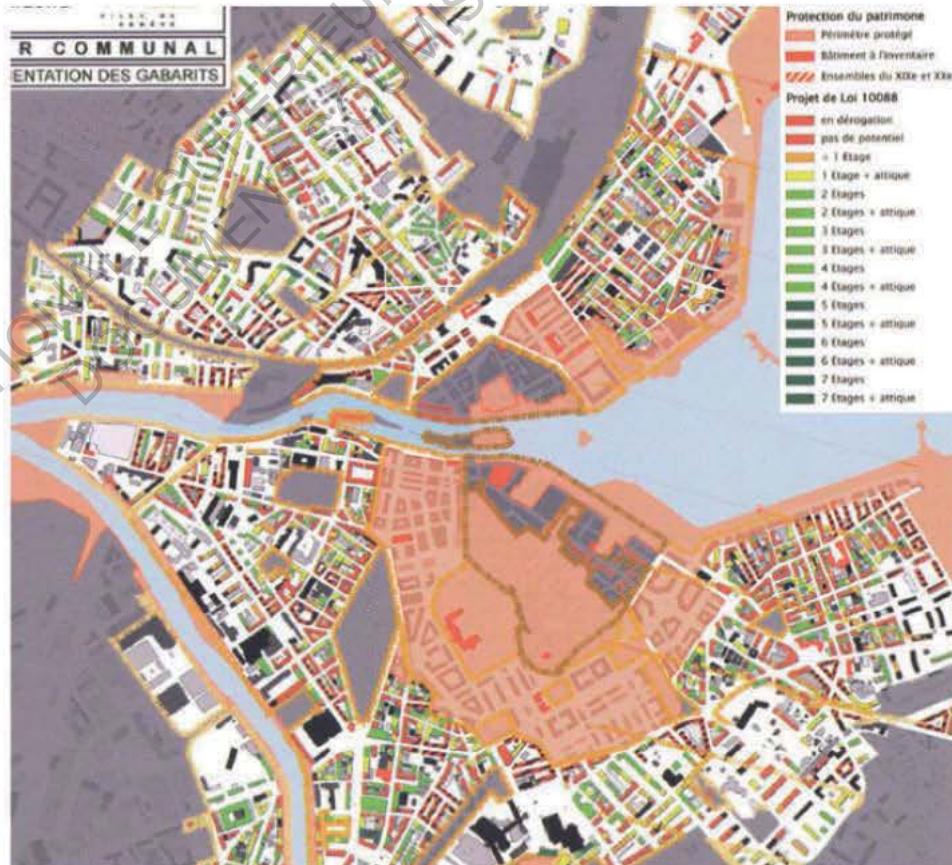 VILLE DE
GENÈVE
R COMMUNAL
ENTATION DES GABARITS
Protection du patrimone
Périmètre protégé
Bâtiment à l'inventaire
Ensembles du XIXe et XXe
Projet de Loi 10088
en dérogation
pas de potentiel
+ 1 Etage
1 Etage + attique
2 Etages
2 Etages + attique
3 Etages
3 Etages + attique
4 Etages
4 Etages + attique
5 Etages
5 Etages + attique
6 Etages
6 Etages + attique
7 Etages
7 Etages + attique